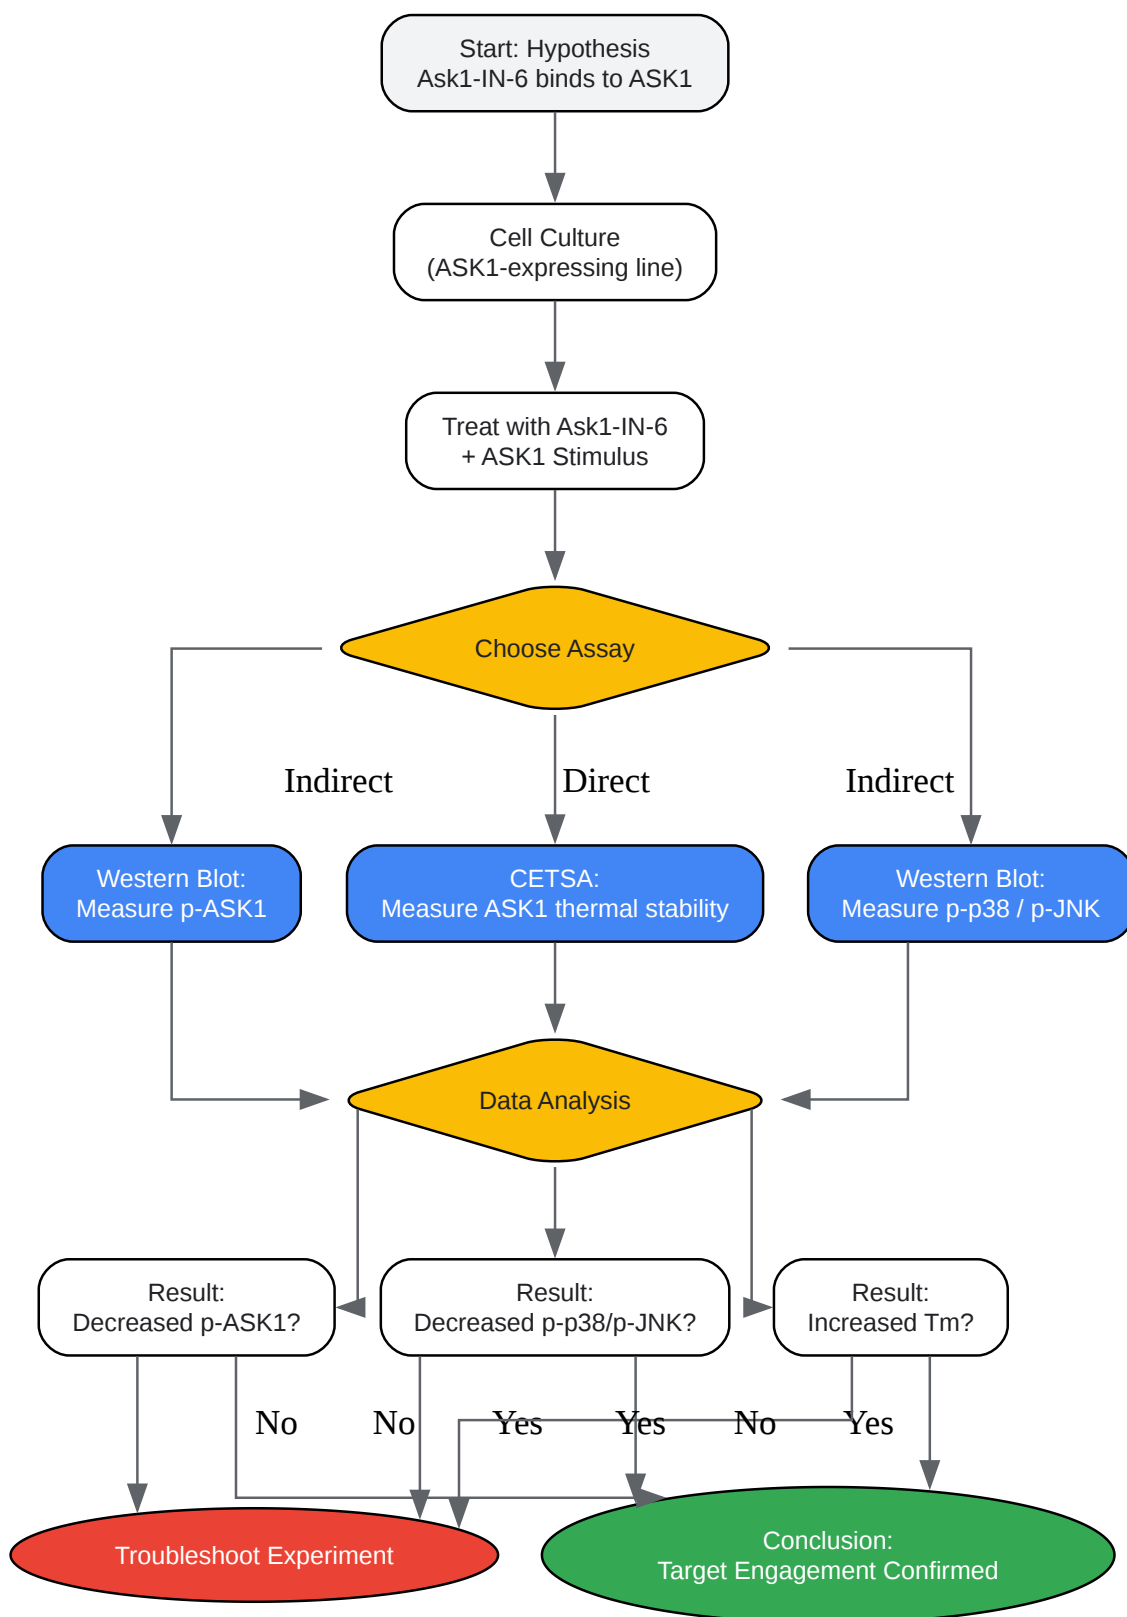 Start: Hypothesis
Ask1-IN-6 binds to ASK1
Cell Culture
(ASK1-expressing line)
Treat with Ask1-IN-6
+ ASK1 Stimulus
Choose Assay
Indirect
Direct
Indirect
Western Blot:
Measure p-ASK1
CETSA:
Measure ASK1 thermal stability
Western Blot:
Measure p-p38 / p-JNK
Data Analysis
Result:
Decreased p-ASK1?
Result:
Decreased p-p38/p-JNK?
Result:
Increased Tm?
No
No
Yes
Yes
No
Yes
Troubleshoot Experiment
Conclusion:
Target Engagement Confirmed